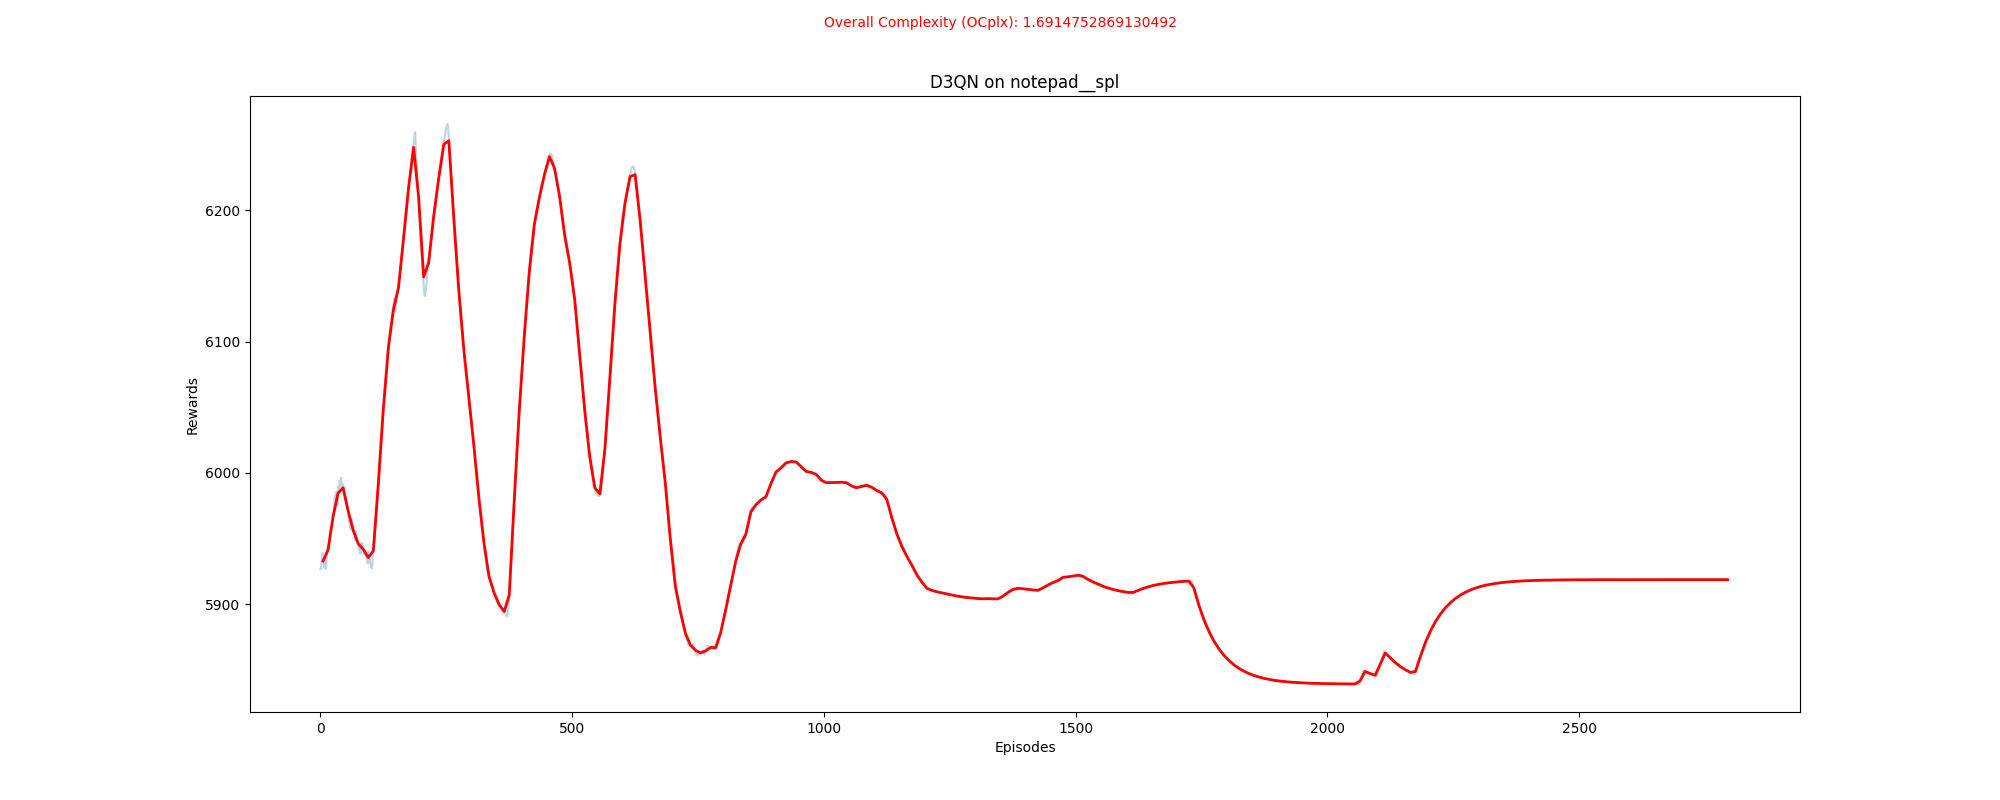 Overall Complexity (OCplx): 1.6914752869130492
D3QN on notepad__spl
6200
6100
6000
5900
Rewards
0 500 1000 1500 2000 2500
Episodes